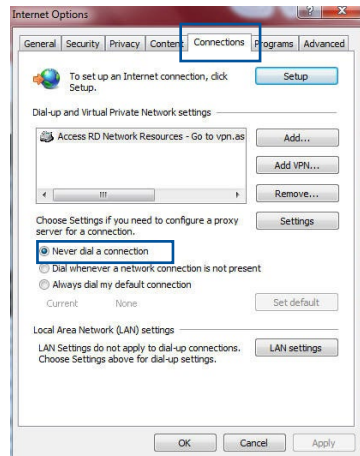 Internet Options
General Security Privacy Content Connections Programs Advanced
To set up an Internet connection, click
Setup.
Setup
Dial-up and Virtual Private Network settings
Access RD Network Resources - Go to vpn.as
Add...
Add VPN...
Remove...
Choose Settings if you need to configure a proxy
server for a connection.
Settings
Never dial a connection
Dial whenever a network connection is not present
Always dial my default connection
Current None
Set default
Local Area Network (LAN) settings
LAN Settings do not apply to dial-up connections.
Choose Settings above for dial-up settings.
LAN settings
OK Cancel Apply